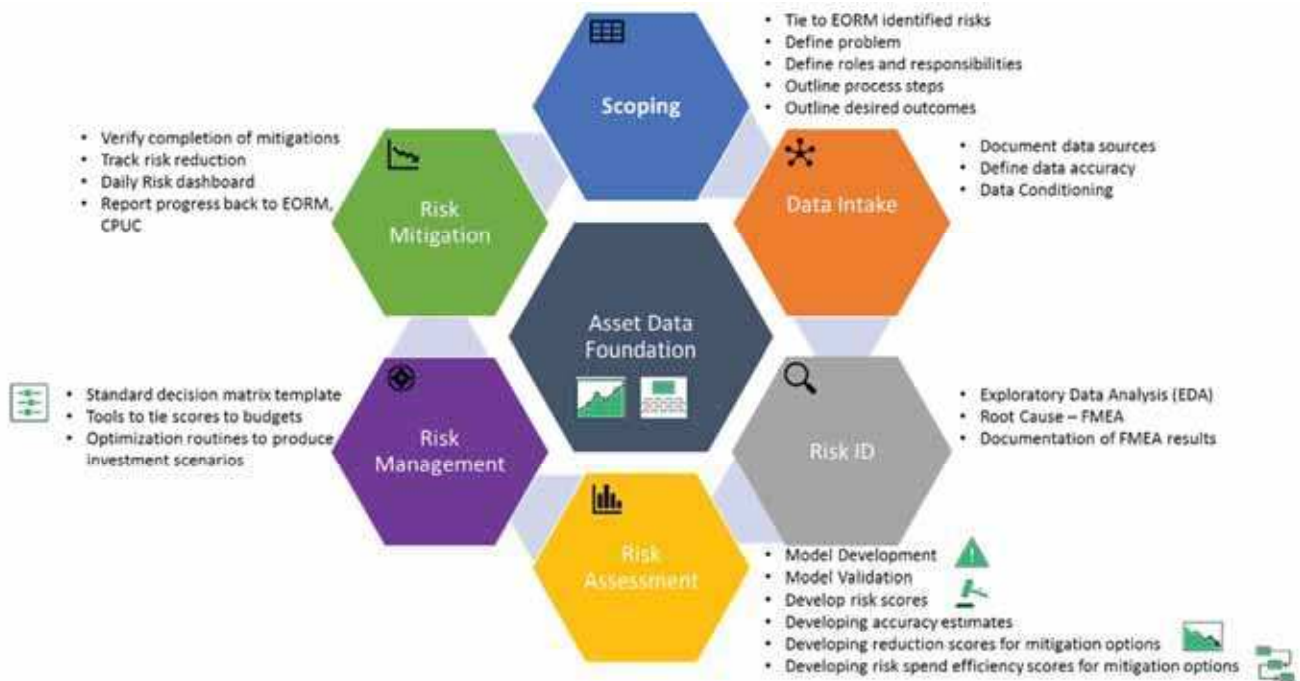 Scoping
• Tie to EORM identified risks
• Define problem
• Define roles and responsibilities
• Outline process steps
• Outline desired outcomes
Data Intake
• Document data sources
• Define data accuracy
• Data Conditioning
Risk ID
• Exploratory Data Analysis (EDA)
• Root Cause – FMEA
• Documentation of FMEA results
Risk
Assessment
• Model Development
• Model Validation
• Develop risk scores
• Developing accuracy estimates
• Developing reduction scores for mitigation options
• Developing risk spend efficiency scores for mitigation options
Risk
Management
• Standard decision matrix template
• Tools to tie scores to budgets
• Optimization routines to produce
investment scenarios
Risk
Mitigation
• Verify completion of mitigations
• Track risk reduction
• Daily Risk dashboard
• Report progress back to EORM,
CPUC
Asset Data
Foundation